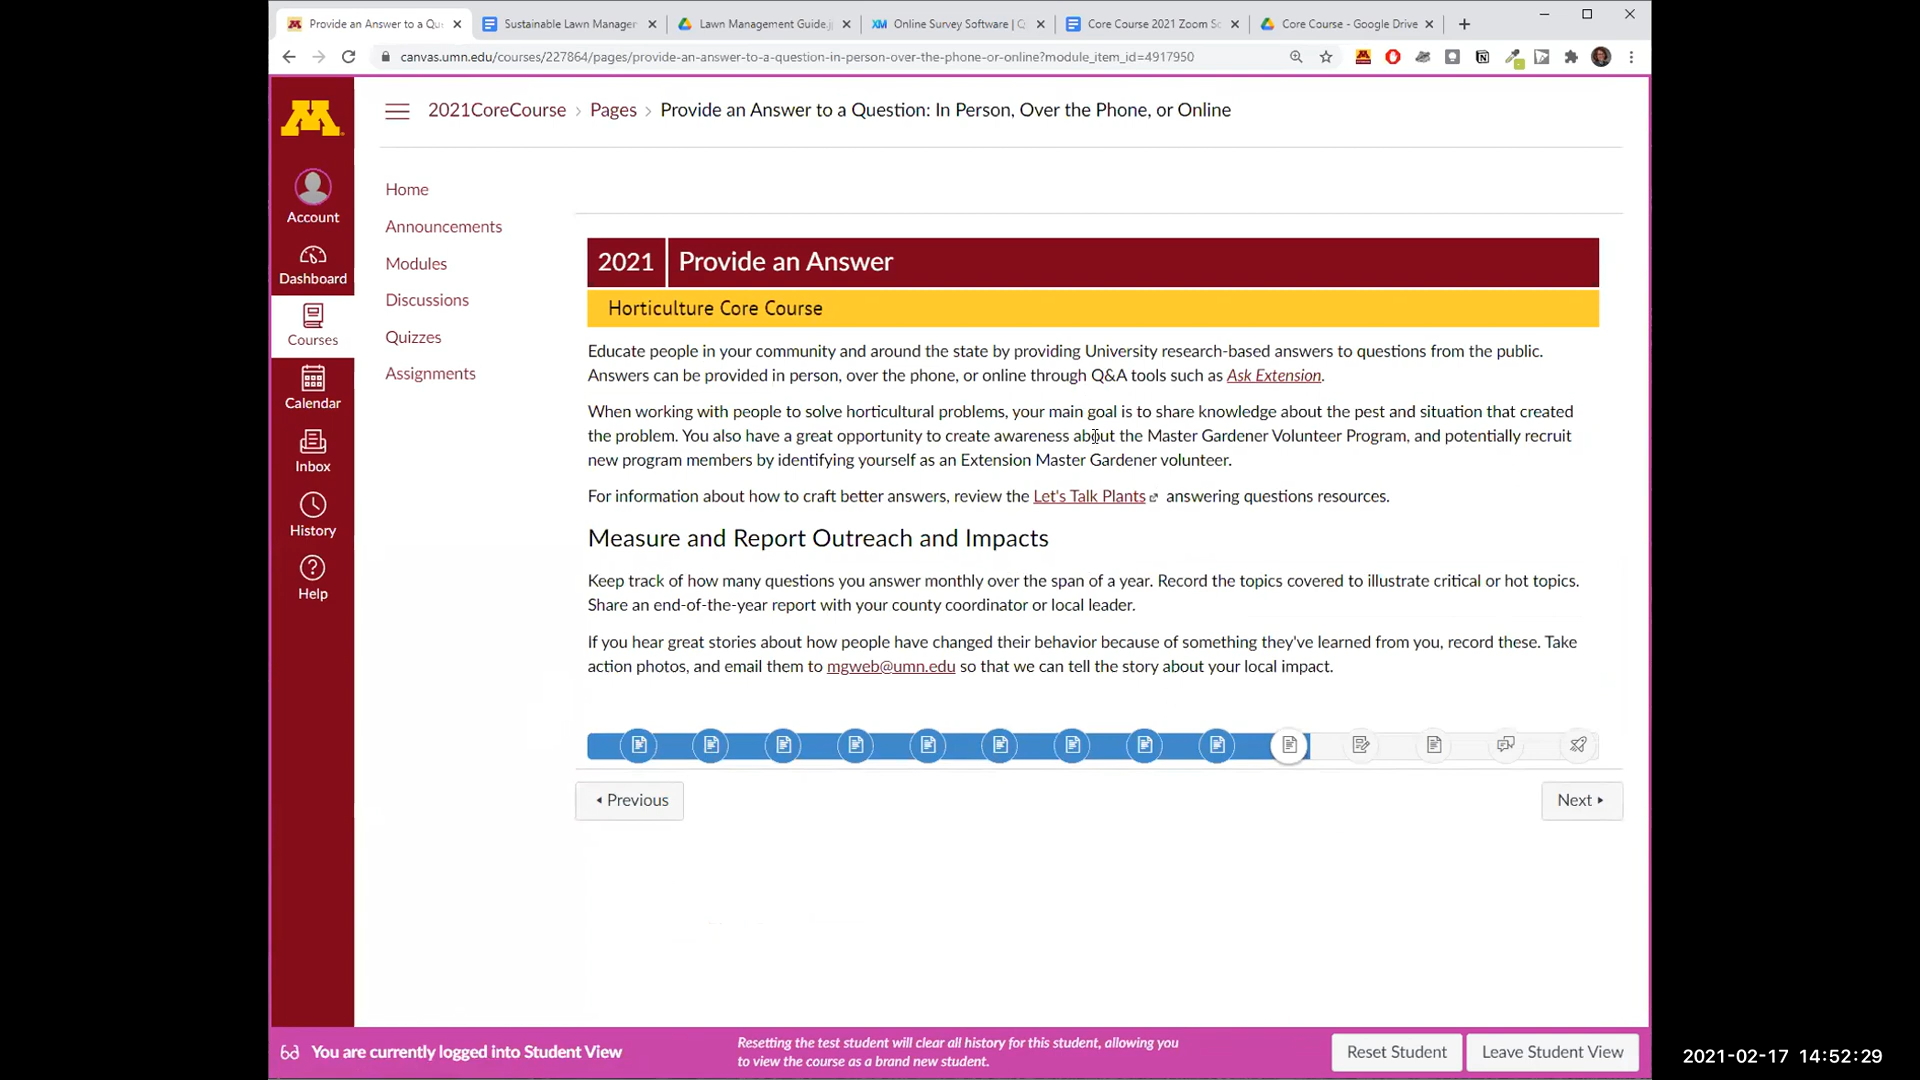 Provide an Answer to a Qu
Sustainable Lawn Manager
Lawn Management Guide.j
XM Online Survey Software | Q
Core Course 2021 Zoom Sc
Core Course - Google Drive
canvas.umn.edu/courses/227864/pages/provide-an-answer-to-a-question-in-person-over-the-phone-or-online?module_item_id=4917950
M
2021CoreCourse › Pages › Provide an Answer to a Question: In Person, Over the Phone, or Online
Account
Dashboard
Courses
Calendar
Inbox
History
Help
Home
Announcements
Modules
Discussions
Quizzes
Assignments
2021 Provide an Answer
Horticulture Core Course
Educate people in your community and around the state by providing University research-based answers to questions from the public.
Answers can be provided in person, over the phone, or online through Q&A tools such as Ask Extension.
When working with people to solve horticultural problems, your main goal is to share knowledge about the pest and situation that created
the problem. You also have a great opportunity to create awareness about the Master Gardener Volunteer Program, and potentially recruit
new program members by identifying yourself as an Extension Master Gardener volunteer.
For information about how to craft better answers, review the Let's Talk Plants answering questions resources.
Measure and Report Outreach and Impacts
Keep track of how many questions you answer monthly over the span of a year. Record the topics covered to illustrate critical or hot topics.
Share an end-of-the-year report with your county coordinator or local leader.
If you hear great stories about how people have changed their behavior because of something they've learned from you, record these. Take
action photos, and email them to mgweb@umn.edu so that we can tell the story about your local impact.
Previous
Next
You are currently logged into Student View
Resetting the test student will clear all history for this student, allowing you
to view the course as a brand new student.
Reset Student
Leave Student View
2021-02-17 14:52:29